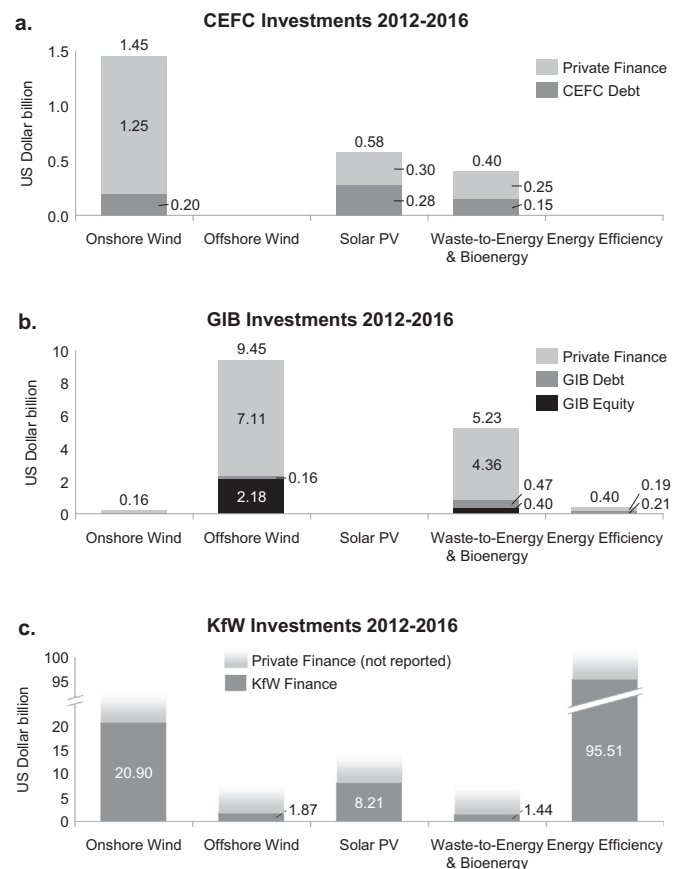 a.
CEFC Investments 2012-2016
US Dollar billion
1.5
1.0
0.5
0.0
1.45
1.25
0.20
0.58
0.30
0.28
0.40
0.25
0.15
Private Finance
CEFC Debt
Onshore Wind
Offshore Wind
Solar PV
Waste-to-Energy
& Bioenergy
Energy Efficiency
b.
GIB Investments 2012-2016
US Dollar billion
10
8
6
4
2
0
0.16
9.45
7.11
0.16
2.18
5.23
4.36
0.47
0.40
0.40
0.19
0.21
Private Finance
GIB Debt
GIB Equity
Onshore Wind
Offshore Wind
Solar PV
Waste-to-Energy
& Bioenergy
Energy Efficiency
c.
KfW Investments 2012-2016
US Dollar billion
100
95
20
15
10
5
0
Private Finance (not reported)
KfW Finance
20.90
1.87
8.21
1.44
95.51
Onshore Wind
Offshore Wind
Solar PV
Waste-to-Energy
& Bioenergy
Energy Efficiency